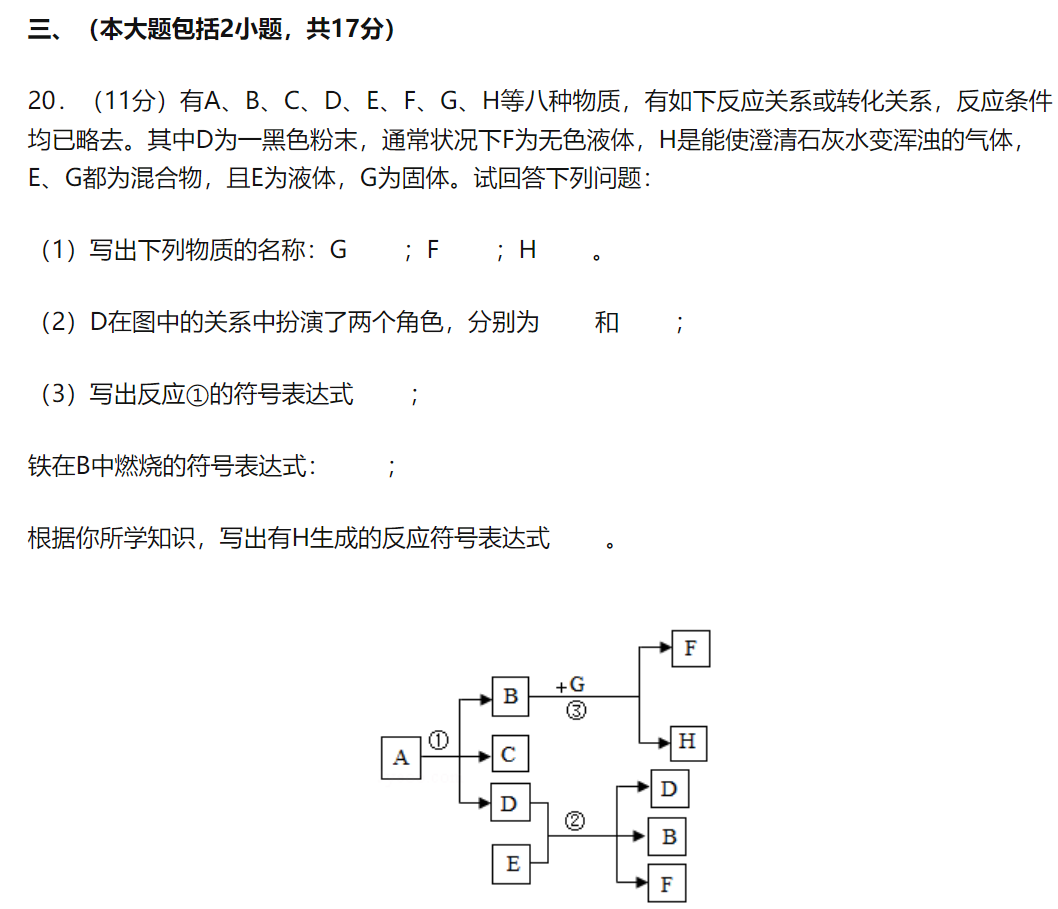 三、（本大题包括2小题，共17分）
20．（11分）有A、B、C、D、E、F、G、H等八种物质，有如下反应关系或转化关系，反应条件
均已略去。其中D为一黑色粉末，通常状况下F为无色液体，H是能使澄清石灰水变浑浊的气体，
E、G都为混合物，且E为液体，G为固体。试回答下列问题：
（1）写出下列物质的名称：G ；F ；H 。
（2）D在图中的关系中扮演了两个角色，分别为 和 ；
（3）写出反应①的符号表达式 ；
铁在B中燃烧的符号表达式： ；
根据你所学知识，写出有H生成的反应符号表达式 。
F
B
+G
③
H
A
①
C
D
D
②
B
E
F